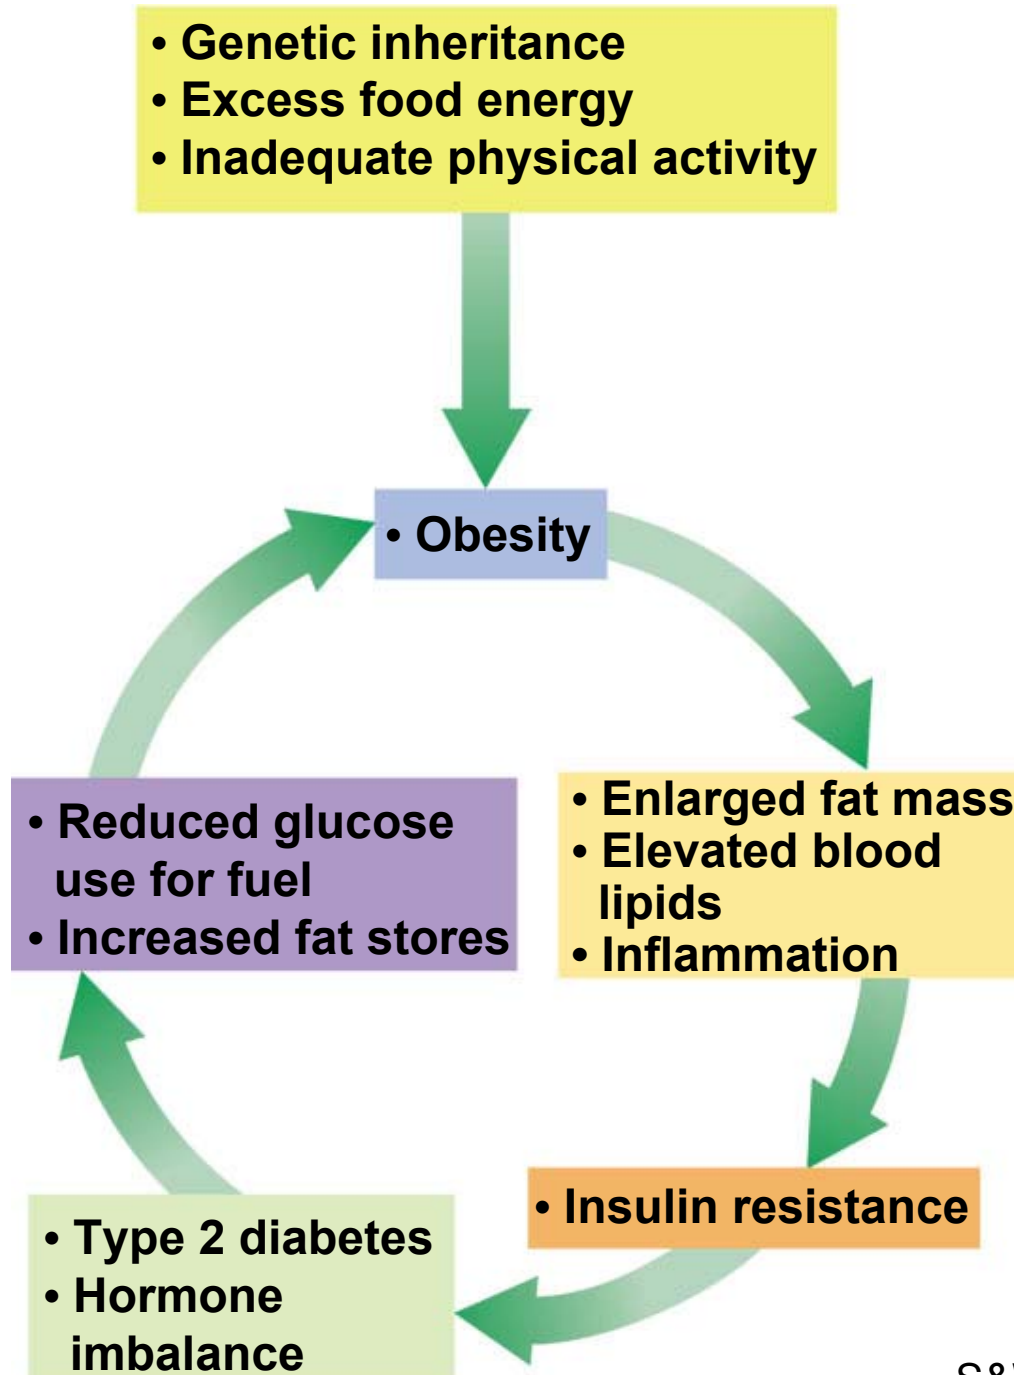 • Genetic inheritance
• Excess food energy
• Inadequate physical activity
• Obesity
• Enlarged fat mass
• Elevated blood
lipids
• Inflammation
• Insulin resistance
• Type 2 diabetes
• Hormone
imbalance
• Reduced glucose
use for fuel
• Increased fat stores